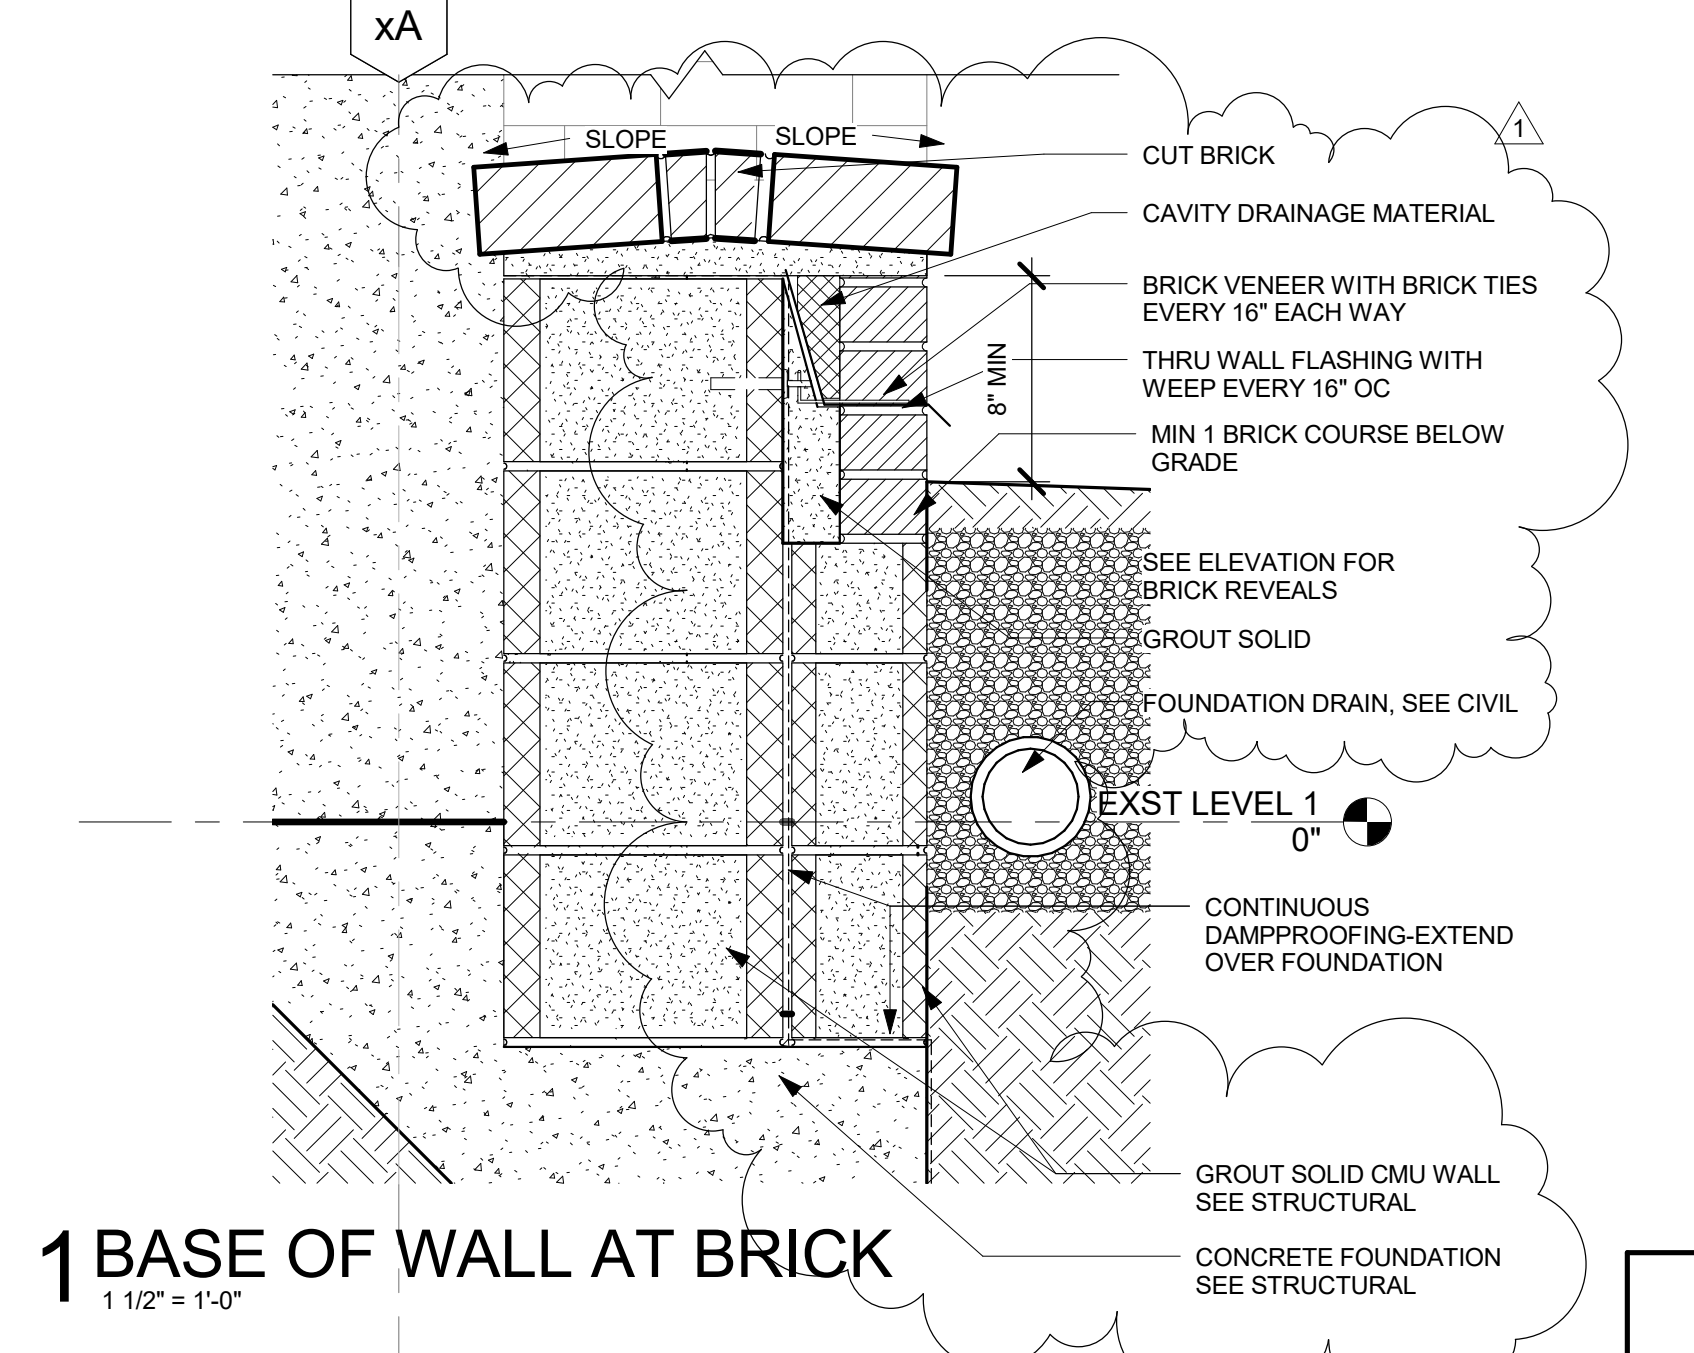 xA
1
SLOPE
SLOPE
CUT BRICK
CAVITY DRAINAGE MATERIAL
BRICK VENEER WITH BRICK TIES
EVERY 16" EACH WAY
THRU WALL FLASHING WITH
WEEP EVERY 16" OC
8" MIN
MIN 1 BRICK COURSE BELOW
GRADE
SEE ELEVATION FOR
BRICK REVEALS
GROUT SOLID
FOUNDATION DRAIN, SEE CIVIL
EXST LEVEL 1
0"
CONTINUOUS
DAMPPROOFING-EXTEND
OVER FOUNDATION
GROUT SOLID CMU WALL
SEE STRUCTURAL
CONCRETE FOUNDATION
SEE STRUCTURAL
1 BASE OF WALL AT BRICK
1 1/2" = 1'-0"